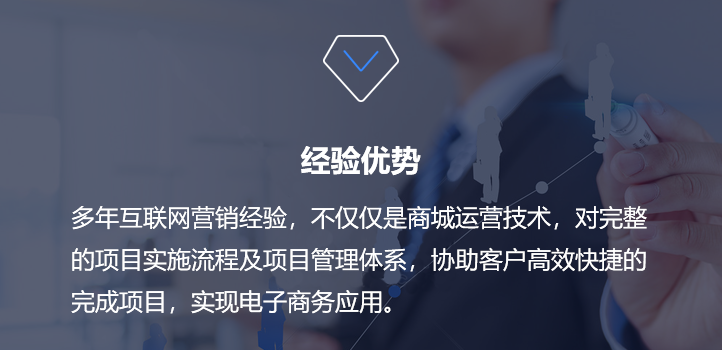 经验优势
多年互联网营销经验，不仅仅是商城运营技术，对完整
的项目实施流程及项目管理体系，协助客户高效快捷的
完成项目，实现电子商务应用。